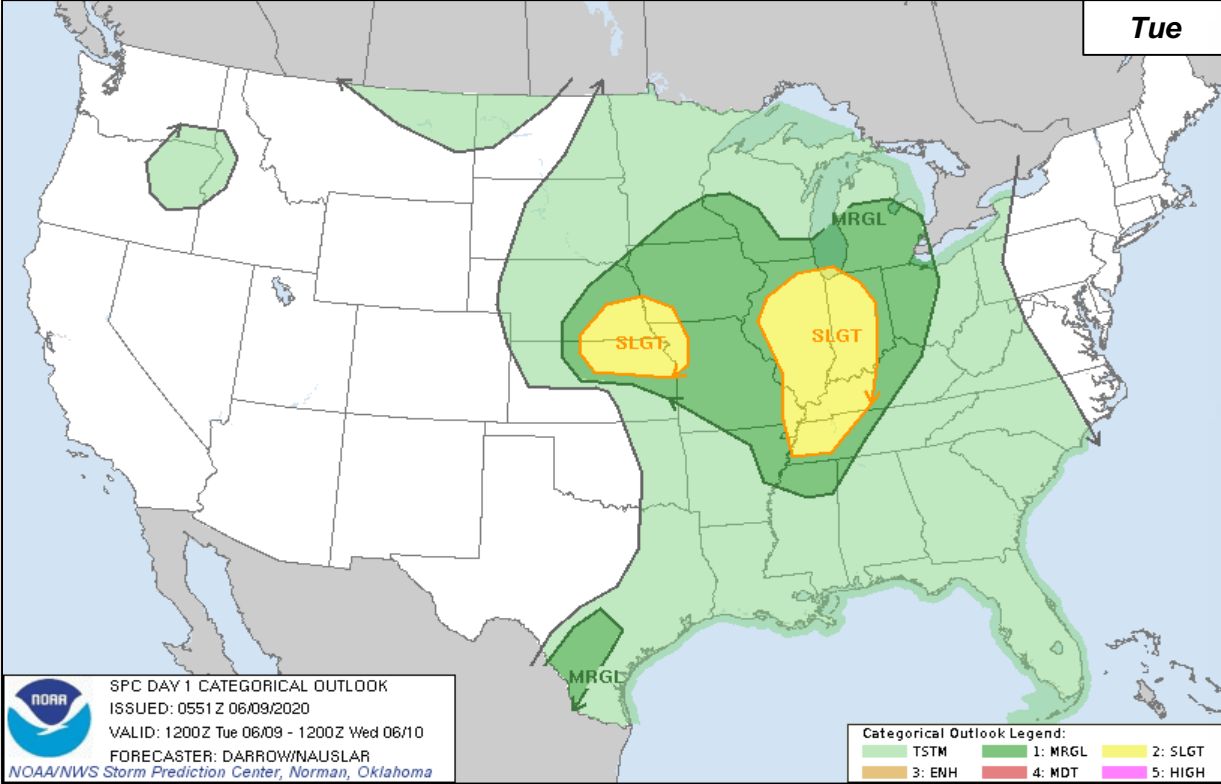 Tue
MRGL
SLGT
SLGT
MRGL
NOAA
SPC DAY 1 CATEGORICAL OUTLOOK
ISSUED: 0551Z 06/09/2020
VALID: 1200Z Tue 06/09 - 1200Z Wed 06/10
FORECASTER: DARROW/NAUSLAR
NOAA/NWS Storm Prediction Center, Norman, Oklahoma
Categorical Outlook Legend:
TSTM 1: MRGL 2: SLGT
3: ENH 4: MDT 5: HIGH